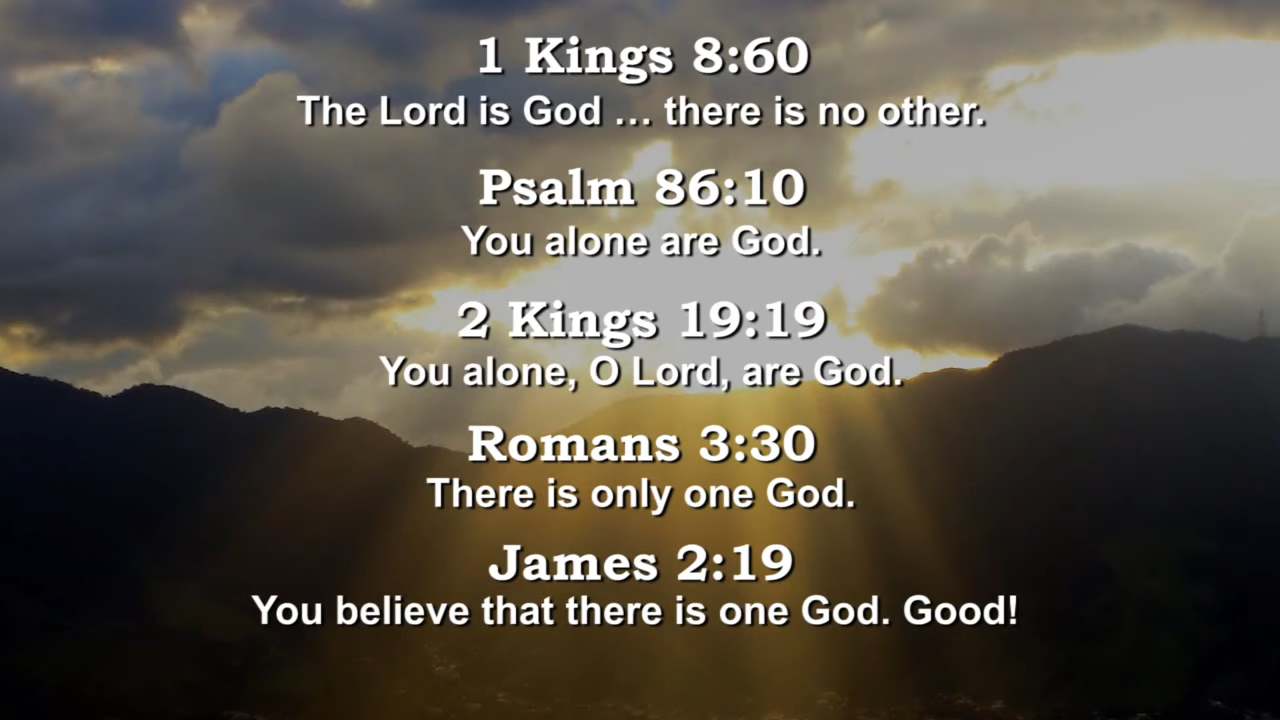 1 Kings 8:60
The Lord is God … there is no other.
Psalm 86:10
You alone are God.
2 Kings 19:19
You alone, O Lord, are God.
Romans 3:30
There is only one God.
James 2:19
You believe that there is one God. Good!